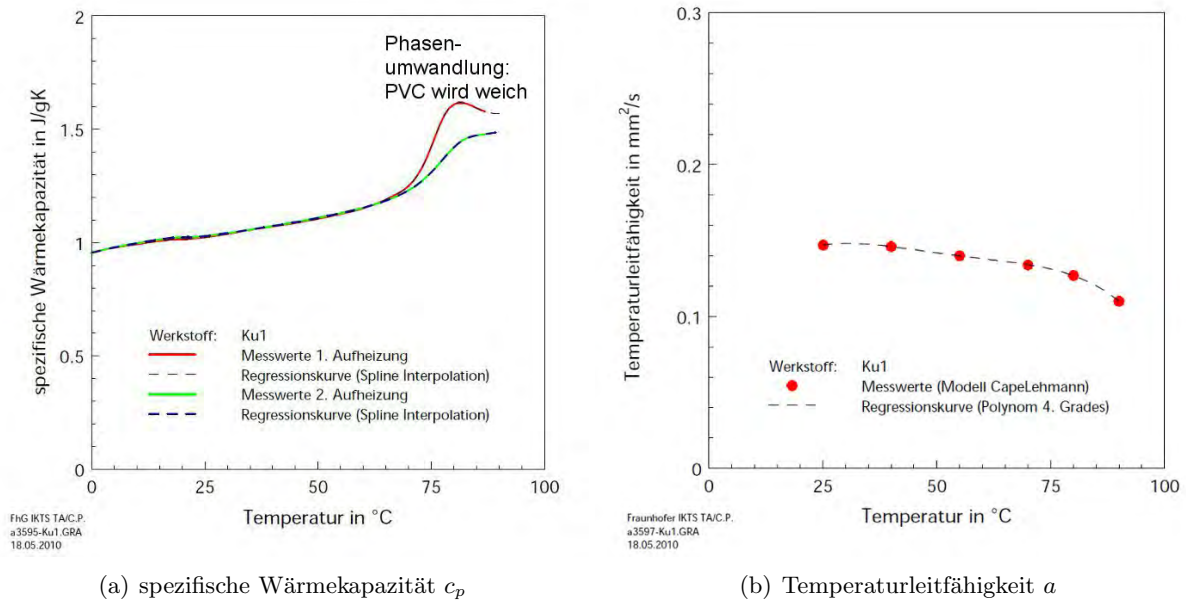 2
1.5
1
0.5
0
0
25
50
75
100
spezifische Wärmekapazität in J/gK
Temperatur in °C
Phasen-
umwandlung:
PVC wird weich
Werkstoff: Ku1
Messwerte 1. Aufheizung
Regressionskurve (Spline Interpolation)
Messwerte 2. Aufheizung
Regressionskurve (Spline Interpolation)
FhG IKTS TA/C.P.
a3595-Ku1.GRA
18.05.2010
(a) spezifische Wärmekapazität cp
0.3
0.2
0.1
0
0
25
50
75
100
Temperaturleitfähigkeit in mm²/s
Temperatur in °C
Werkstoff: Ku1
Messwerte (Modell CapeLehmann)
Regressionskurve (Polynom 4. Grades)
Fraunhofer IKTS TA/C.P.
a3597-Ku1.GRA
18.05.2010
(b) Temperaturleitfähigkeit a